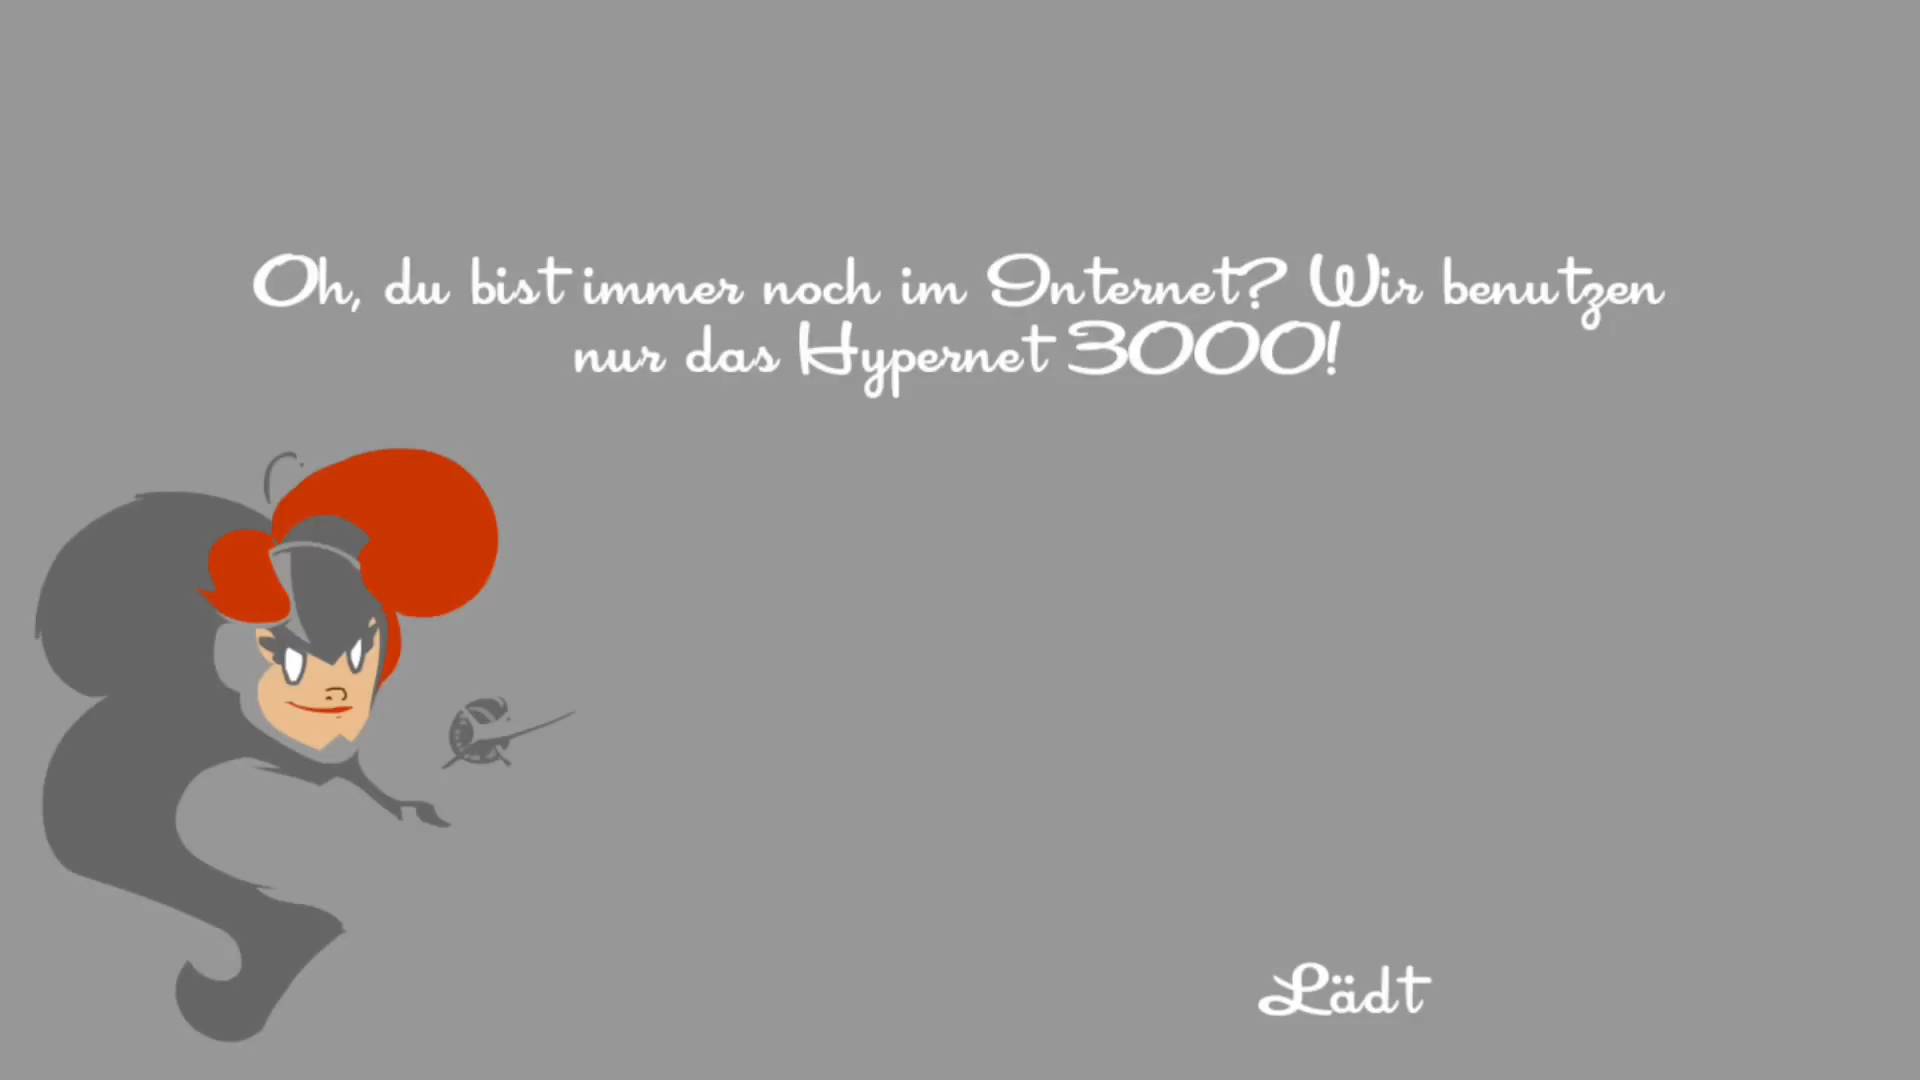 Oh, du bist immer noch im Internet? Wir benutzen
nur das Hypernet 3000!
Lädt